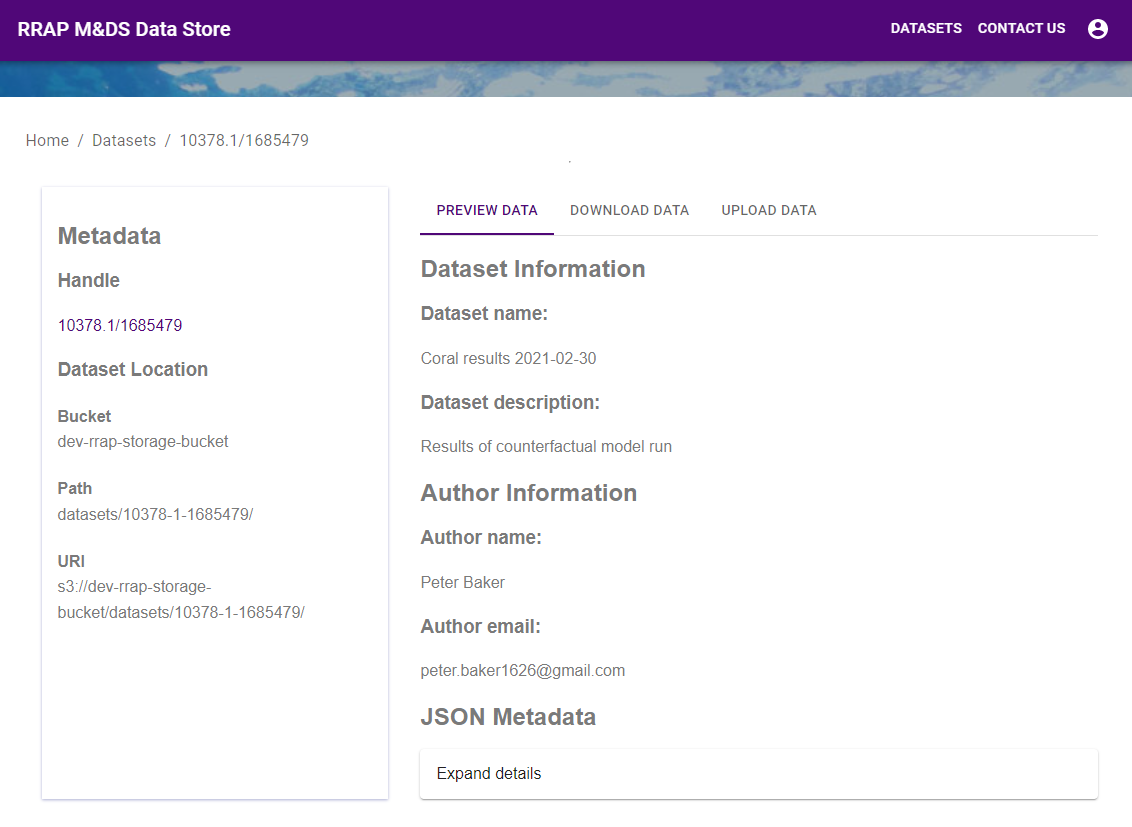 RRAP M&DS Data Store
DATASETS CONTACT US
Home / Datasets / 10378.1/1685479
Metadata
Handle
10378.1/1685479
Dataset Location
Bucket
dev-rrap-storage-bucket
Path
datasets/10378-1-1685479/
URI
s3://dev-rrap-storage-
bucket/datasets/10378-1-1685479/
PREVIEW DATA DOWNLOAD DATA UPLOAD DATA
Dataset Information
Dataset name:
Coral results 2021-02-30
Dataset description:
Results of counterfactual model run
Author Information
Author name:
Peter Baker
Author email:
peter.baker1626@gmail.com
JSON Metadata
Expand details